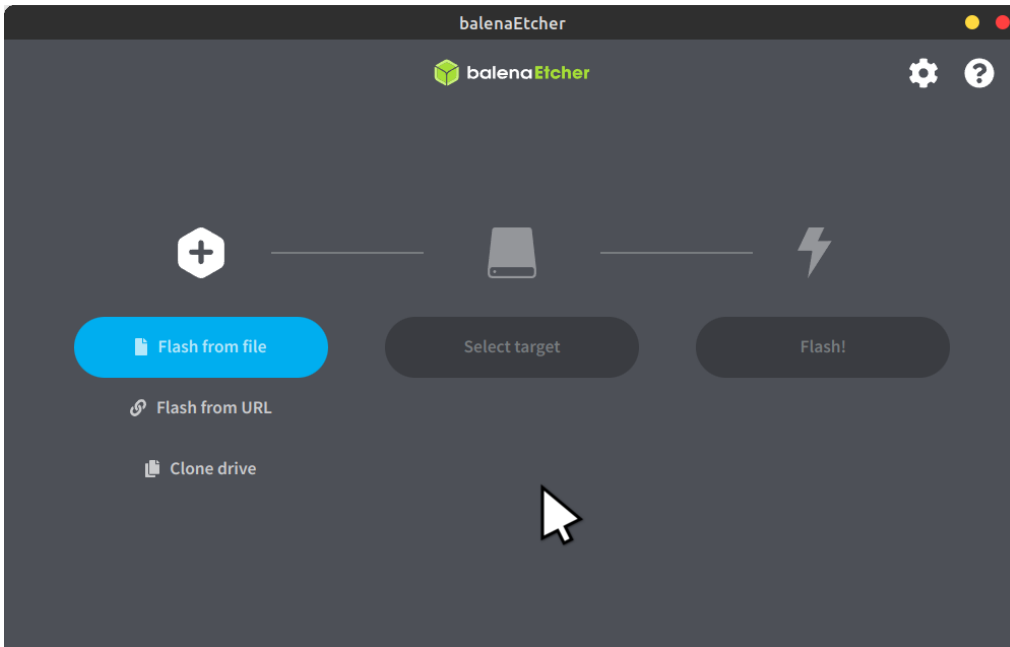 balenaEtcher
balenaEtcher
Flash from file
Select target
Flash!
Flash from URL
Clone drive